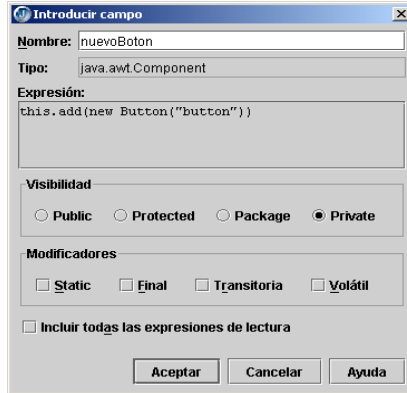 Introducir campo
Nombre: nuevoBoton
Tipo: java.awt.Component
Expresión:
this.add(new Button("button"))
Visibilidad
Public Protected Package Private
Modificadores
Static Final Transitoria Volátil
Incluir todas las expresiones de lectura
Aceptar Cancelar Ayuda